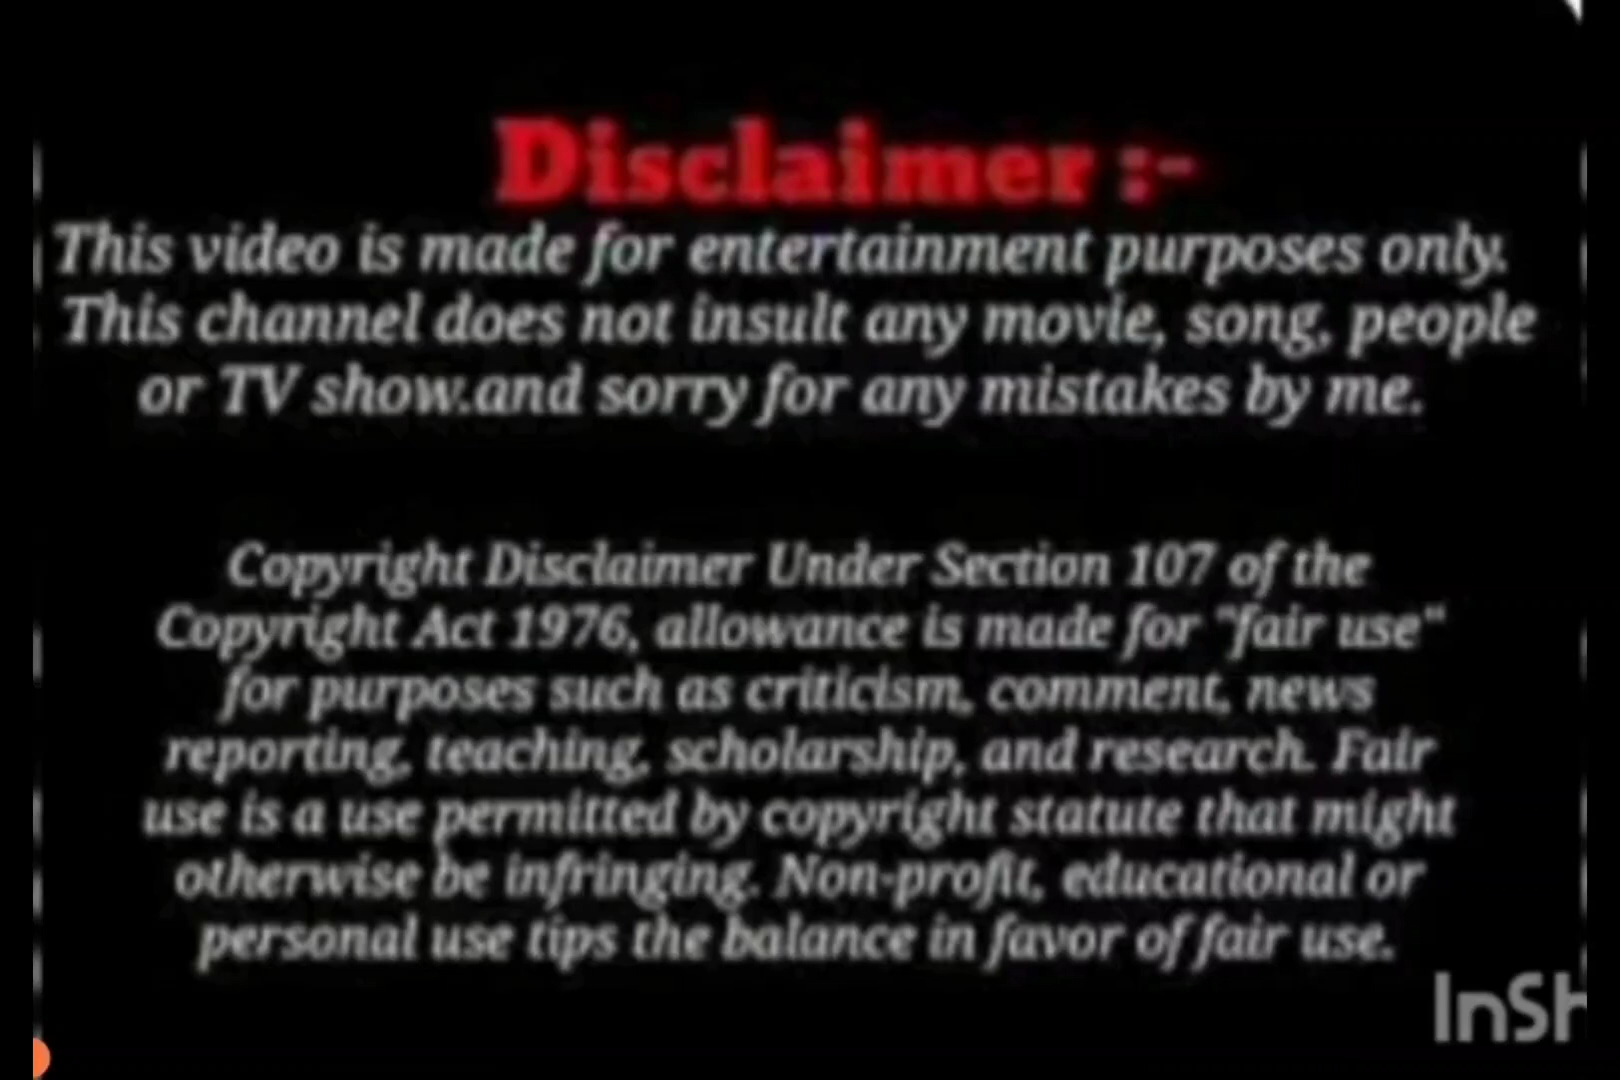 Disclaimer :-
This video is made for entertainment purposes only.
This channel does not insult any movie, song, people
or TV show.and sorry for any mistakes by me.
Copyright Disclaimer Under Section 107 of the
Copyright Act 1976, allowance is made for "fair use"
for purposes such as criticism, comment, news
reporting, teaching, scholarship, and research. Fair
use is a use permitted by copyright statute that might
otherwise be infringing. Non-profit, educational or
personal use tips the balance in favor of fair use.
InSh